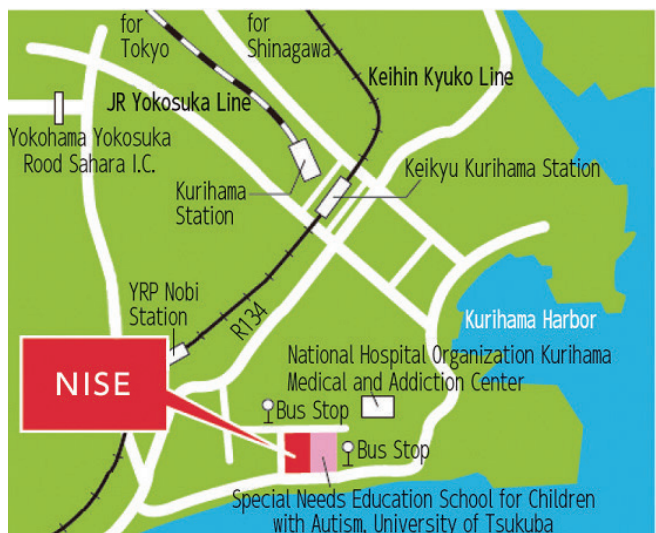 for
Tokyo
for
Shinagawa
Keihin Kyuko Line
JR Yokosuka Line
Yokohama Yokosuka
Rood Sahara I.C.
Kurihama
Station
Keikyu Kurihama Station
YRP Nobi
Station
R134
Kurihama Harbor
NISE
National Hospital Organization Kurihama
Medical and Addiction Center
Bus Stop
Bus Stop
Special Needs Education School for Children
with Autism, University of Tsukuba